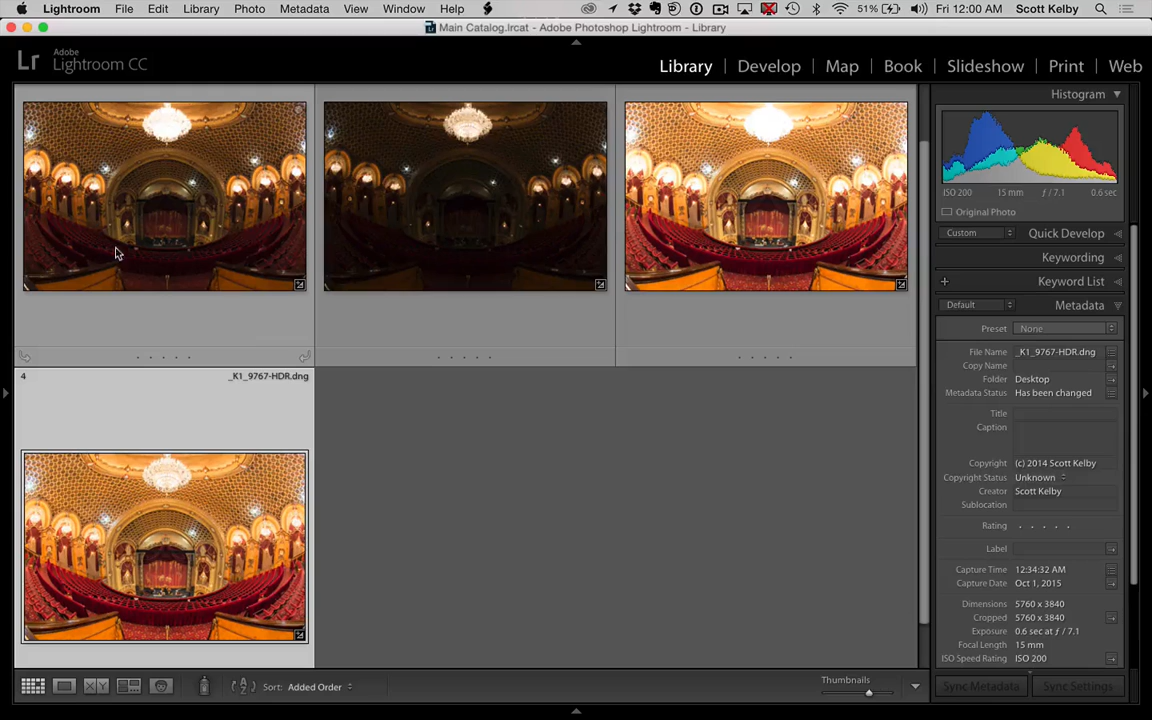 Lightroom File Edit Library Photo Metadata View Window Help 51% Fri 12:00 AM Scott Kelby
Main Catalog.lrcat - Adobe Photoshop Lightroom - Library
Lr Adobe
Lightroom CC
Library | Develop | Map | Book | Slideshow | Print | Web
Histogram
ISO 200 15 mm ƒ / 7.1 0.6 sec
Original Photo
Custom Quick Develop
Keywording
+ Keyword List
Default Metadata
Preset None
File Name _K1_9767-HDR.dng
Copy Name
Folder Desktop
Metadata Status Has been changed
Title
Caption
Copyright (c) 2014 Scott Kelby
Copyright Status Unknown
Creator Scott Kelby
Sublocation
Rating
Label
Capture Time 12:34:32 AM
Capture Date Oct 1, 2015
Dimensions 5760 x 3840
Cropped 5760 x 3840
Exposure 0.6 sec at ƒ / 7.1
Focal Length 15 mm
ISO Speed Rating ISO 200
4 _K1_9767-HDR.dng
XY Sort: Added Order Thumbnails
Sync Metadata Sync Settings